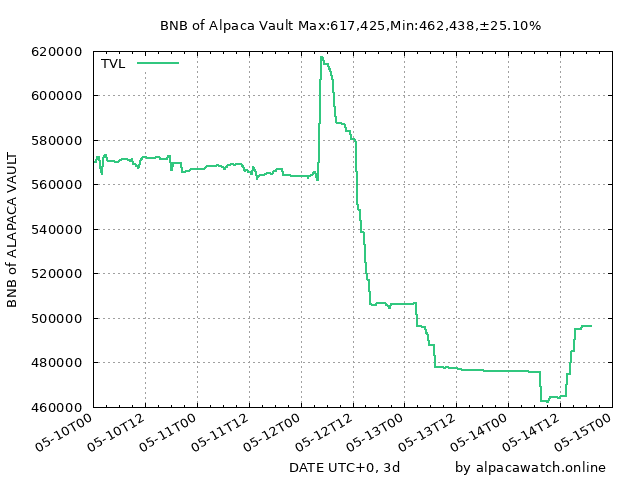 BNB of Alpaca Vault Max:617,425,Min:462,438,±25.10%
TVL
620000
600000
580000
560000
540000
520000
500000
480000
460000
BNB of ALAPACA VAULT
05-10T00
05-10T12
05-11T00
05-11T12
05-12T00
05-12T12
05-13T00
05-13T12
05-14T00
05-14T12
05-15T00
DATE UTC+0, 3d
by alpacawatch.online